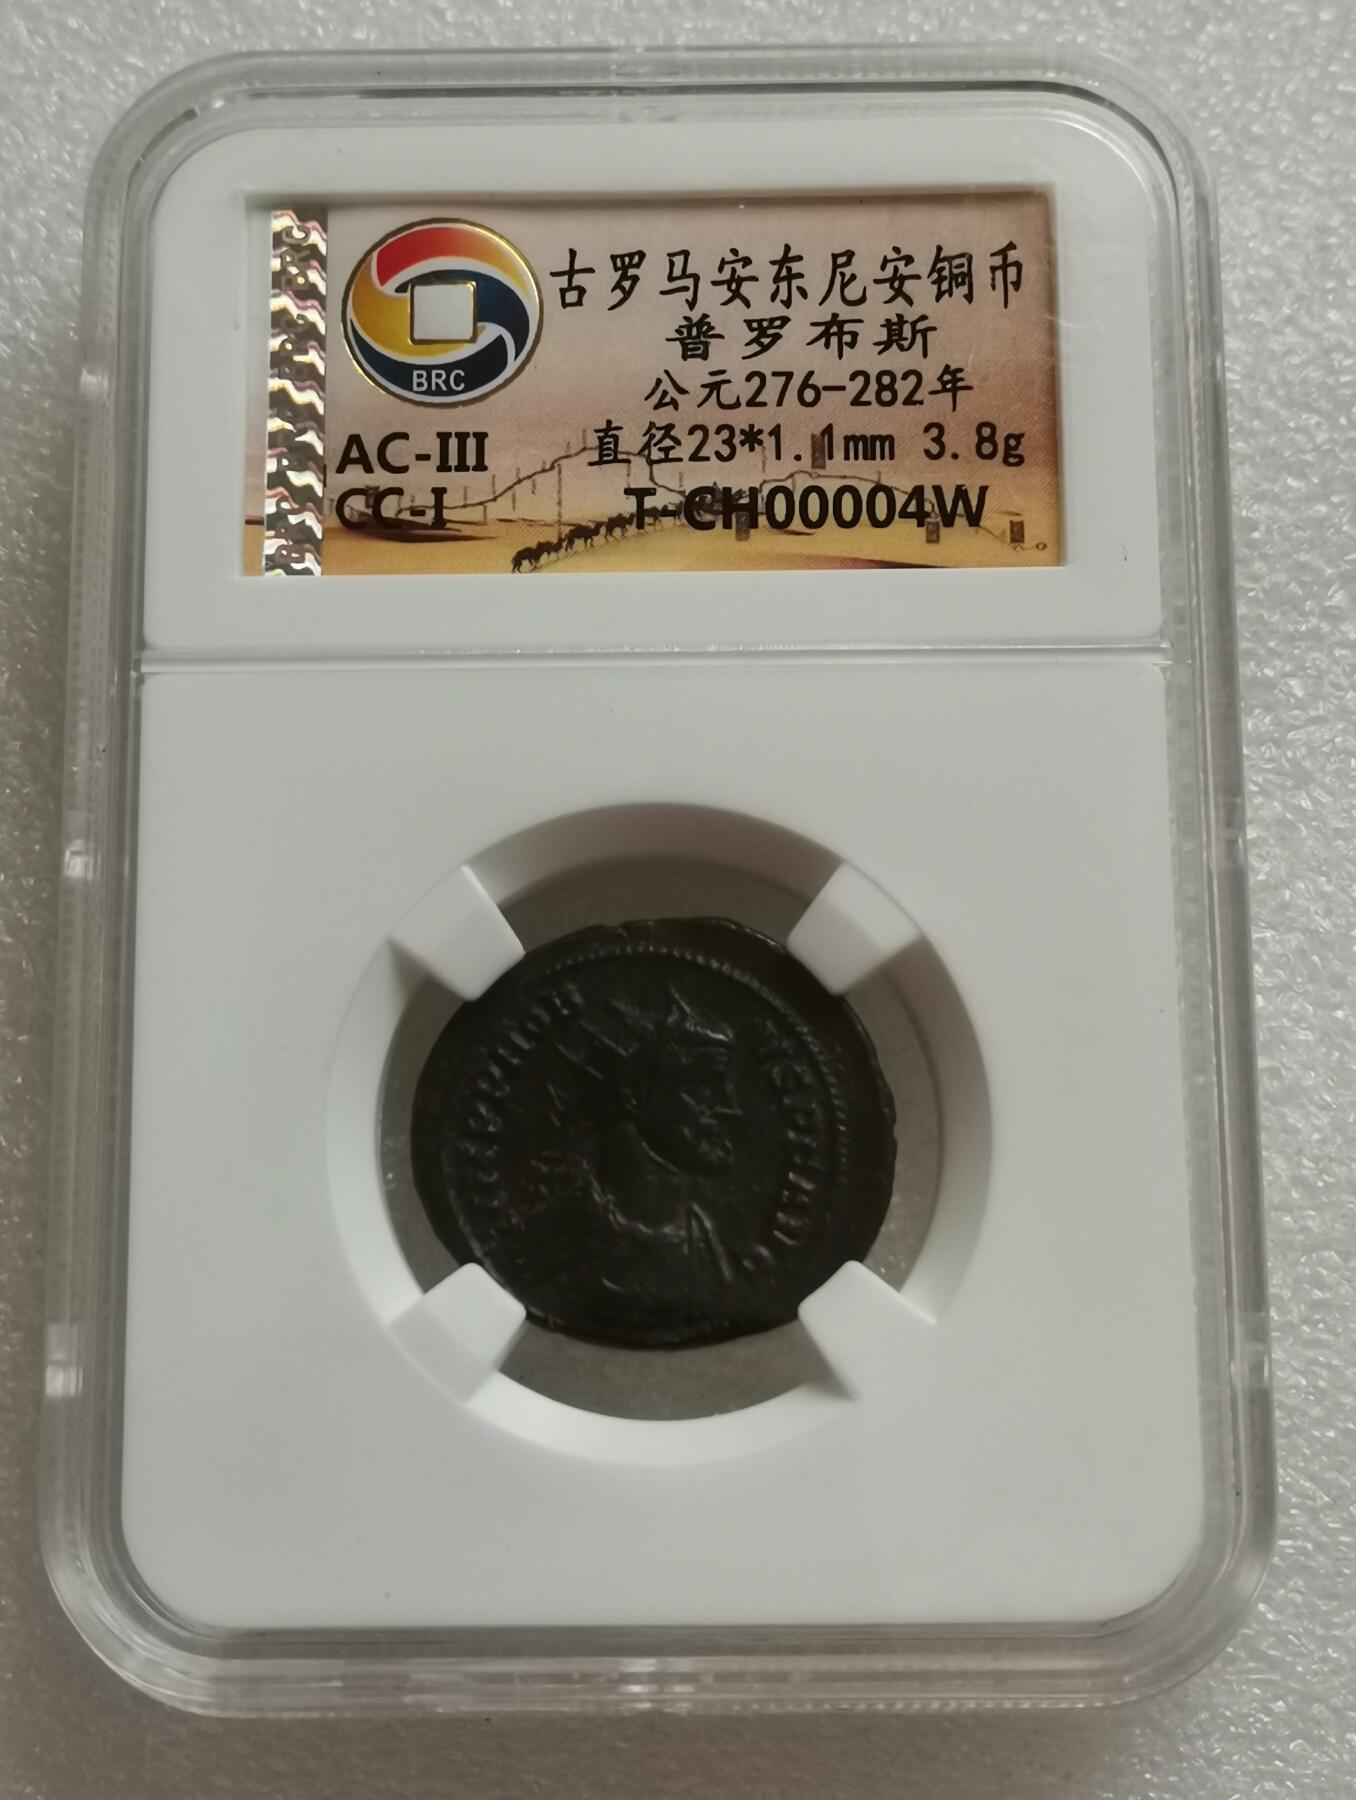 古罗马安东尼安铜币
普罗布斯
公元276-282年
直径23*1.1mm 3.8g
BRC
AC-III
CC-I
T-CH00004W